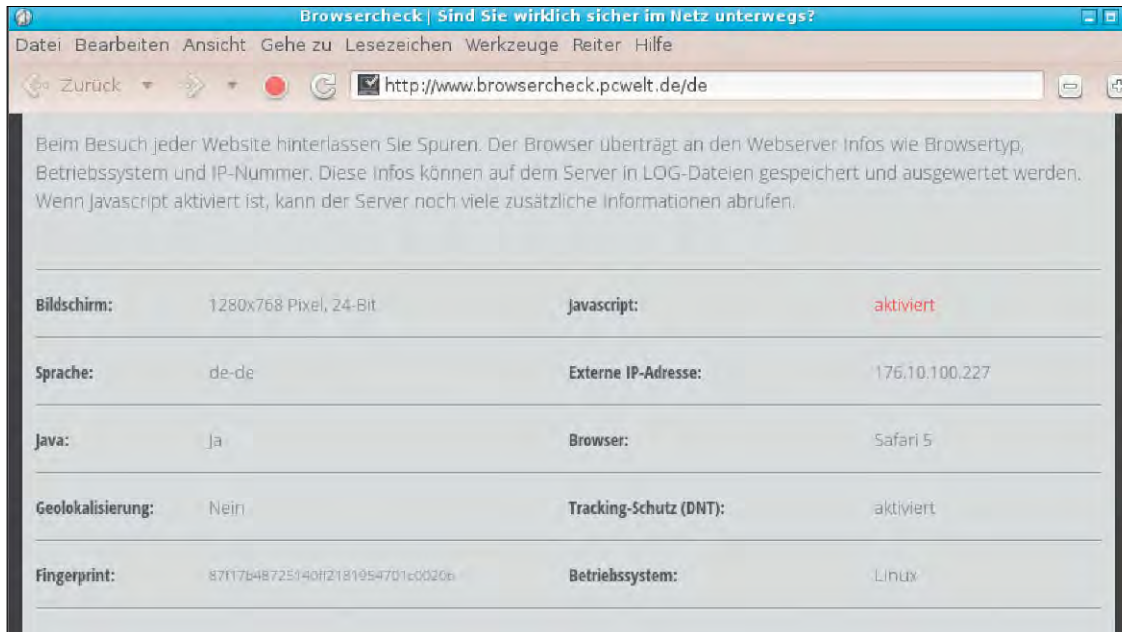 Browsercheck | Sind Sie wirklich sicher im Netz unterwegs?
Datei Bearbeiten Ansicht Gehe zu Lesezeichen Werkzeuge Reiter Hilfe
Zurück http://www.browsercheck.pcwelt.de/de
Beim Besuch jeder Website hinterlassen Sie Spuren. Der Browser überträgt an den Webserver Infos wie Browsertyp,
Betriebssystem und IP-Nummer. Diese Infos können auf dem Server in LOG-Dateien gespeichert und ausgewertet werden.
Wenn Javascript aktiviert ist, kann der Server noch viele zusätzliche Informationen abrufen.
Bildschirm: 1280x768 Pixel, 24-Bit Javascript: aktiviert
Sprache: de-de Externe IP-Adresse: 176.10.100.227
Java: Ja Browser: Safari 5
Geolokalisierung: Nein Tracking-Schutz (DNT): aktiviert
Fingerprint: Betriebssystem: Linux